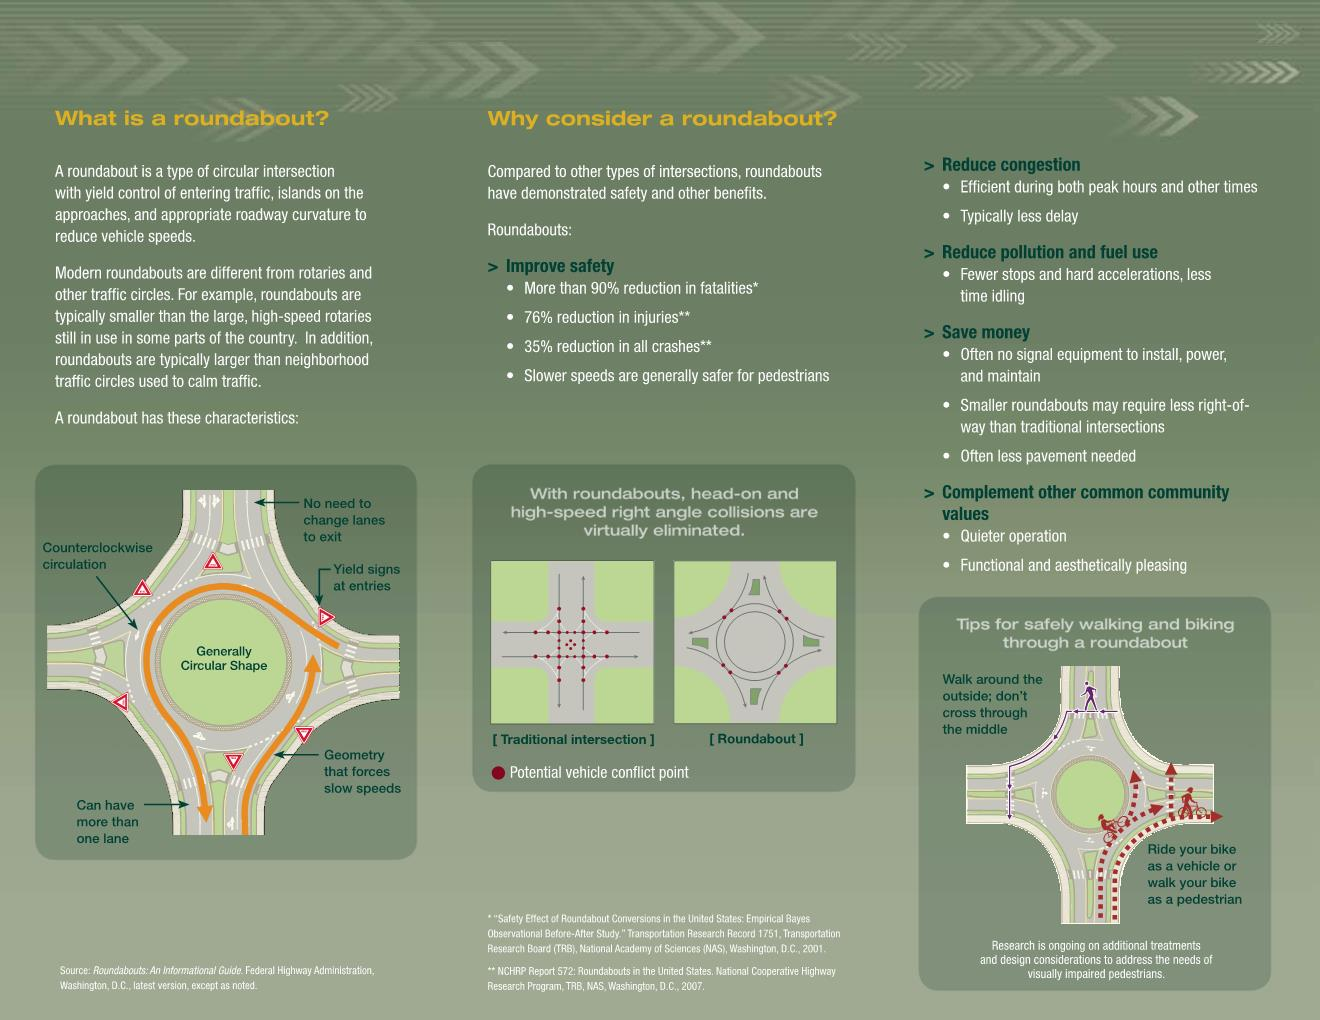 What is a roundabout?
A roundabout is a type of circular intersection
with yield control of entering traffic, islands on the
approaches, and appropriate roadway curvature to
reduce vehicle speeds.
Modern roundabouts are different from rotaries and
other traffic circles. For example, roundabouts are
typically smaller than the large, high-speed rotaries
still in use in some parts of the country. In addition,
roundabouts are typically larger than neighborhood
traffic circles used to calm traffic.
A roundabout has these characteristics:
No need to
change lanes
to exit
Counterclockwise
circulation
Yield signs
at entries
Generally
Circular Shape
Geometry
that forces
slow speeds
Can have
more than
one lane
Source: Roundabouts: An Informational Guide. Federal Highway Administration,
Washington, D.C., latest version, except as noted.
Why consider a roundabout?
Compared to other types of intersections, roundabouts
have demonstrated safety and other benefits.
Roundabouts:
> Improve safety
• More than 90% reduction in fatalities*
• 76% reduction in injuries**
• 35% reduction in all crashes**
• Slower speeds are generally safer for pedestrians
With roundabouts, head-on and
high-speed right angle collisions are
virtually eliminated.
[ Traditional intersection ]
[ Roundabout ]
Potential vehicle conflict point
* "Safety Effect of Roundabout Conversions in the United States: Empirical Bayes
Observational Before-After Study." Transportation Research Record 1751, Transportation
Research Board (TRB), National Academy of Sciences (NAS), Washington, D.C., 2001.
** NCHRP Report 572: Roundabouts in the United States. National Cooperative Highway
Research Program, TRB, NAS, Washington, D.C., 2007.
> Reduce congestion
• Efficient during both peak hours and other times
• Typically less delay
> Reduce pollution and fuel use
• Fewer stops and hard accelerations, less
time idling
> Save money
• Often no signal equipment to install, power,
and maintain
• Smaller roundabouts may require less right-of-
way than traditional intersections
• Often less pavement needed
> Complement other common community
values
• Quieter operation
• Functional and aesthetically pleasing
Tips for safely walking and biking
through a roundabout
Walk around the
outside; don't
cross through
the middle
Ride your bike
as a vehicle or
walk your bike
as a pedestrian
Research is ongoing on additional treatments
and design considerations to address the needs of
visually impaired pedestrians.